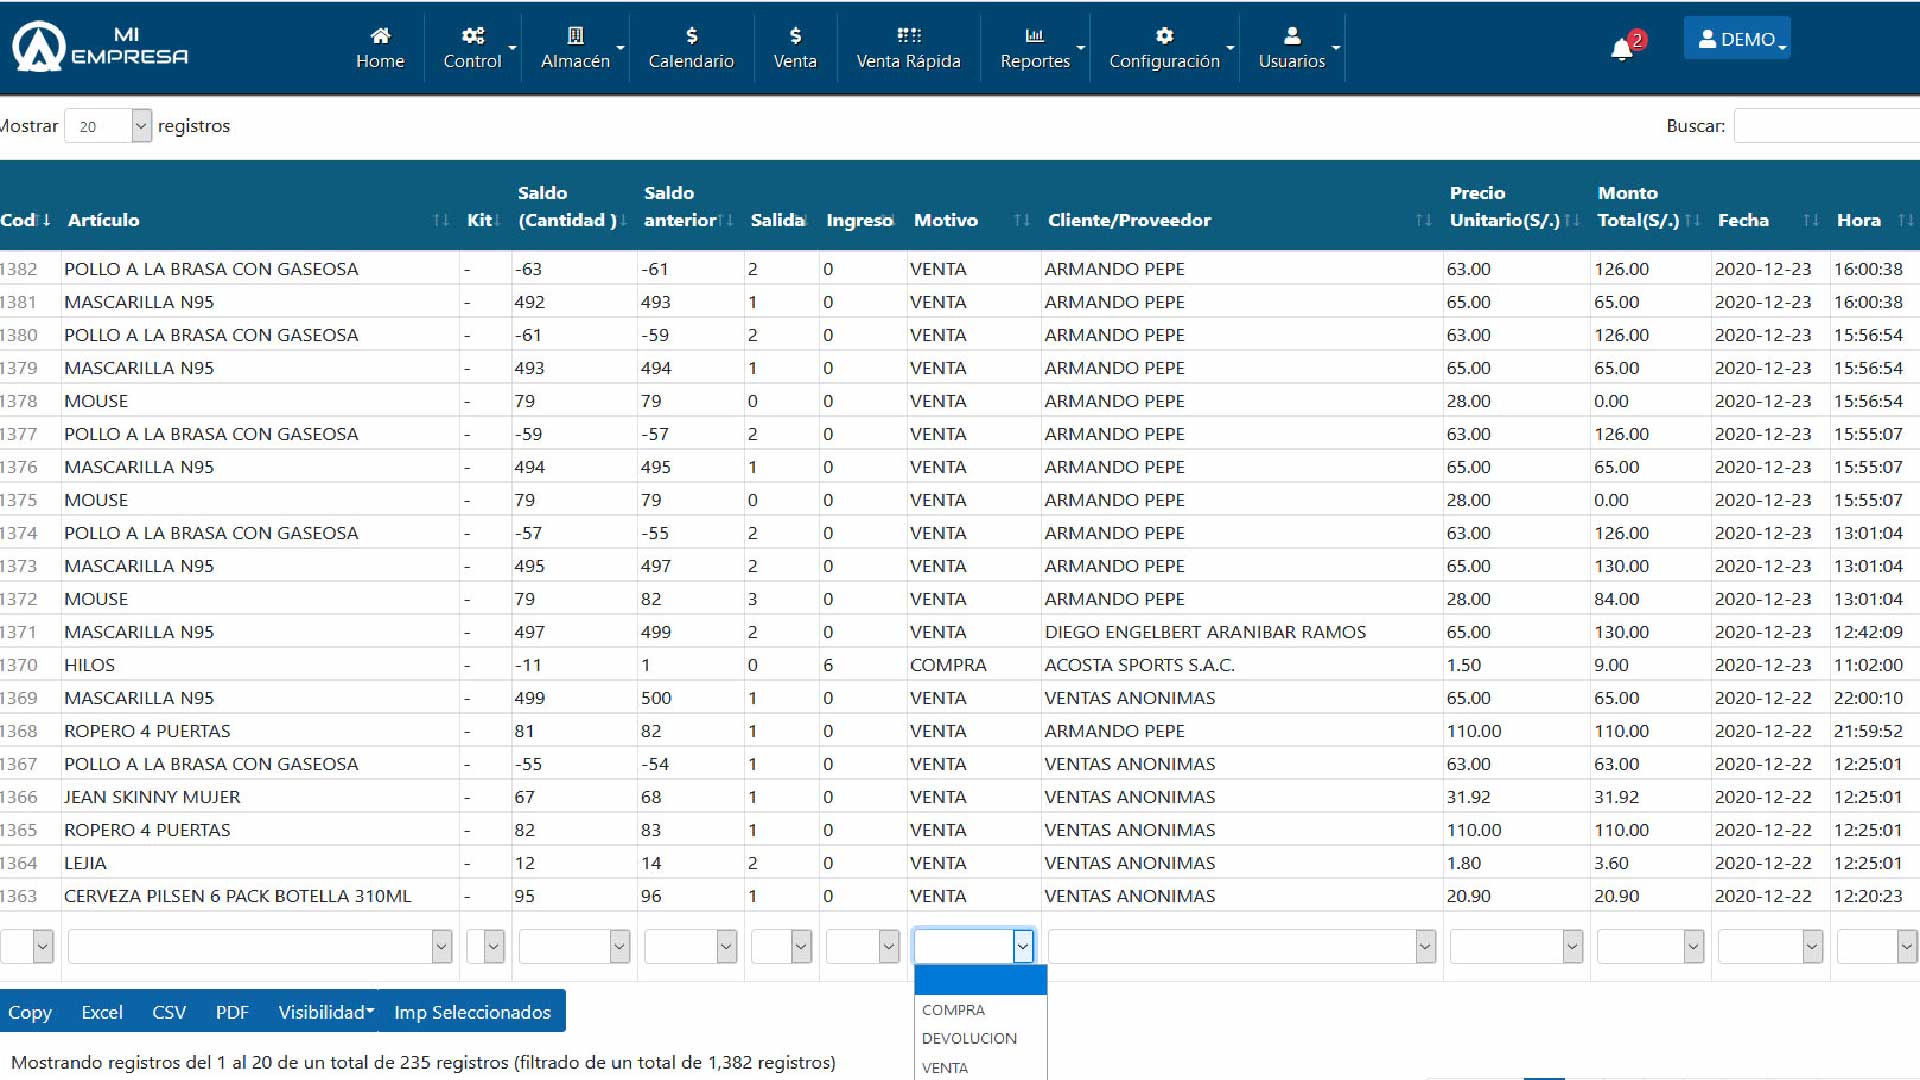 MI
EMPRESA
Home
Control
Almacén
Calendario
Venta
Venta Rápida
Reportes
Configuración
Usuarios
2
DEMO
Mostrar 20 registros
Buscar:
Cod Artículo Kit Saldo (Cantidad ) Saldo anterior Salida Ingreso Motivo Cliente/Proveedor Precio Unitario(S/.) Monto Total(S/.) Fecha Hora
1382 POLLO A LA BRASA CON GASEOSA - -63 -61 2 0 VENTA ARMANDO PEPE 63.00 126.00 2020-12-23 16:00:38
1381 MASCARILLA N95 - 492 493 1 0 VENTA ARMANDO PEPE 65.00 65.00 2020-12-23 16:00:38
1380 POLLO A LA BRASA CON GASEOSA - -61 -59 2 0 VENTA ARMANDO PEPE 63.00 126.00 2020-12-23 15:56:54
1379 MASCARILLA N95 - 493 494 1 0 VENTA ARMANDO PEPE 65.00 65.00 2020-12-23 15:56:54
1378 MOUSE - 79 79 0 0 VENTA ARMANDO PEPE 28.00 0.00 2020-12-23 15:56:54
1377 POLLO A LA BRASA CON GASEOSA - -59 -57 2 0 VENTA ARMANDO PEPE 63.00 126.00 2020-12-23 15:55:07
1376 MASCARILLA N95 - 494 495 1 0 VENTA ARMANDO PEPE 65.00 65.00 2020-12-23 15:55:07
1375 MOUSE - 79 79 0 0 VENTA ARMANDO PEPE 28.00 0.00 2020-12-23 15:55:07
1374 POLLO A LA BRASA CON GASEOSA - -57 -55 2 0 VENTA ARMANDO PEPE 63.00 126.00 2020-12-23 13:01:04
1373 MASCARILLA N95 - 495 497 2 0 VENTA ARMANDO PEPE 65.00 130.00 2020-12-23 13:01:04
1372 MOUSE - 79 82 3 0 VENTA ARMANDO PEPE 28.00 84.00 2020-12-23 13:01:04
1371 MASCARILLA N95 - 497 499 2 0 VENTA DIEGO ENGELBERT ARANIBAR RAMOS 65.00 130.00 2020-12-23 12:42:09
1370 HILOS - -11 1 0 6 COMPRA ACOSTA SPORTS S.A.C. 1.50 9.00 2020-12-23 11:02:00
1369 MASCARILLA N95 - 499 500 1 0 VENTA VENTAS ANONIMAS 65.00 65.00 2020-12-22 22:00:10
1368 ROPERO 4 PUERTAS - 81 82 1 0 VENTA ARMANDO PEPE 110.00 110.00 2020-12-22 21:59:52
1367 POLLO A LA BRASA CON GASEOSA - -55 -54 1 0 VENTA VENTAS ANONIMAS 63.00 63.00 2020-12-22 12:25:01
1366 JEAN SKINNY MUJER - 67 68 1 0 VENTA VENTAS ANONIMAS 31.92 31.92 2020-12-22 12:25:01
1365 ROPERO 4 PUERTAS - 82 83 1 0 VENTA VENTAS ANONIMAS 110.00 110.00 2020-12-22 12:25:01
1364 LEJIA - 12 14 2 0 VENTA VENTAS ANONIMAS 1.80 3.60 2020-12-22 12:25:01
1363 CERVEZA PILSEN 6 PACK BOTELLA 310ML - 95 96 1 0 VENTA VENTAS ANONIMAS 20.90 20.90 2020-12-22 12:20:23
COMPRA
DEVOLUCION
VENTA
Copy Excel CSV PDF Visibilidad Imp Seleccionados
Mostrando registros del 1 al 20 de un total de 235 registros (filtrado de un total de 1,382 registros)